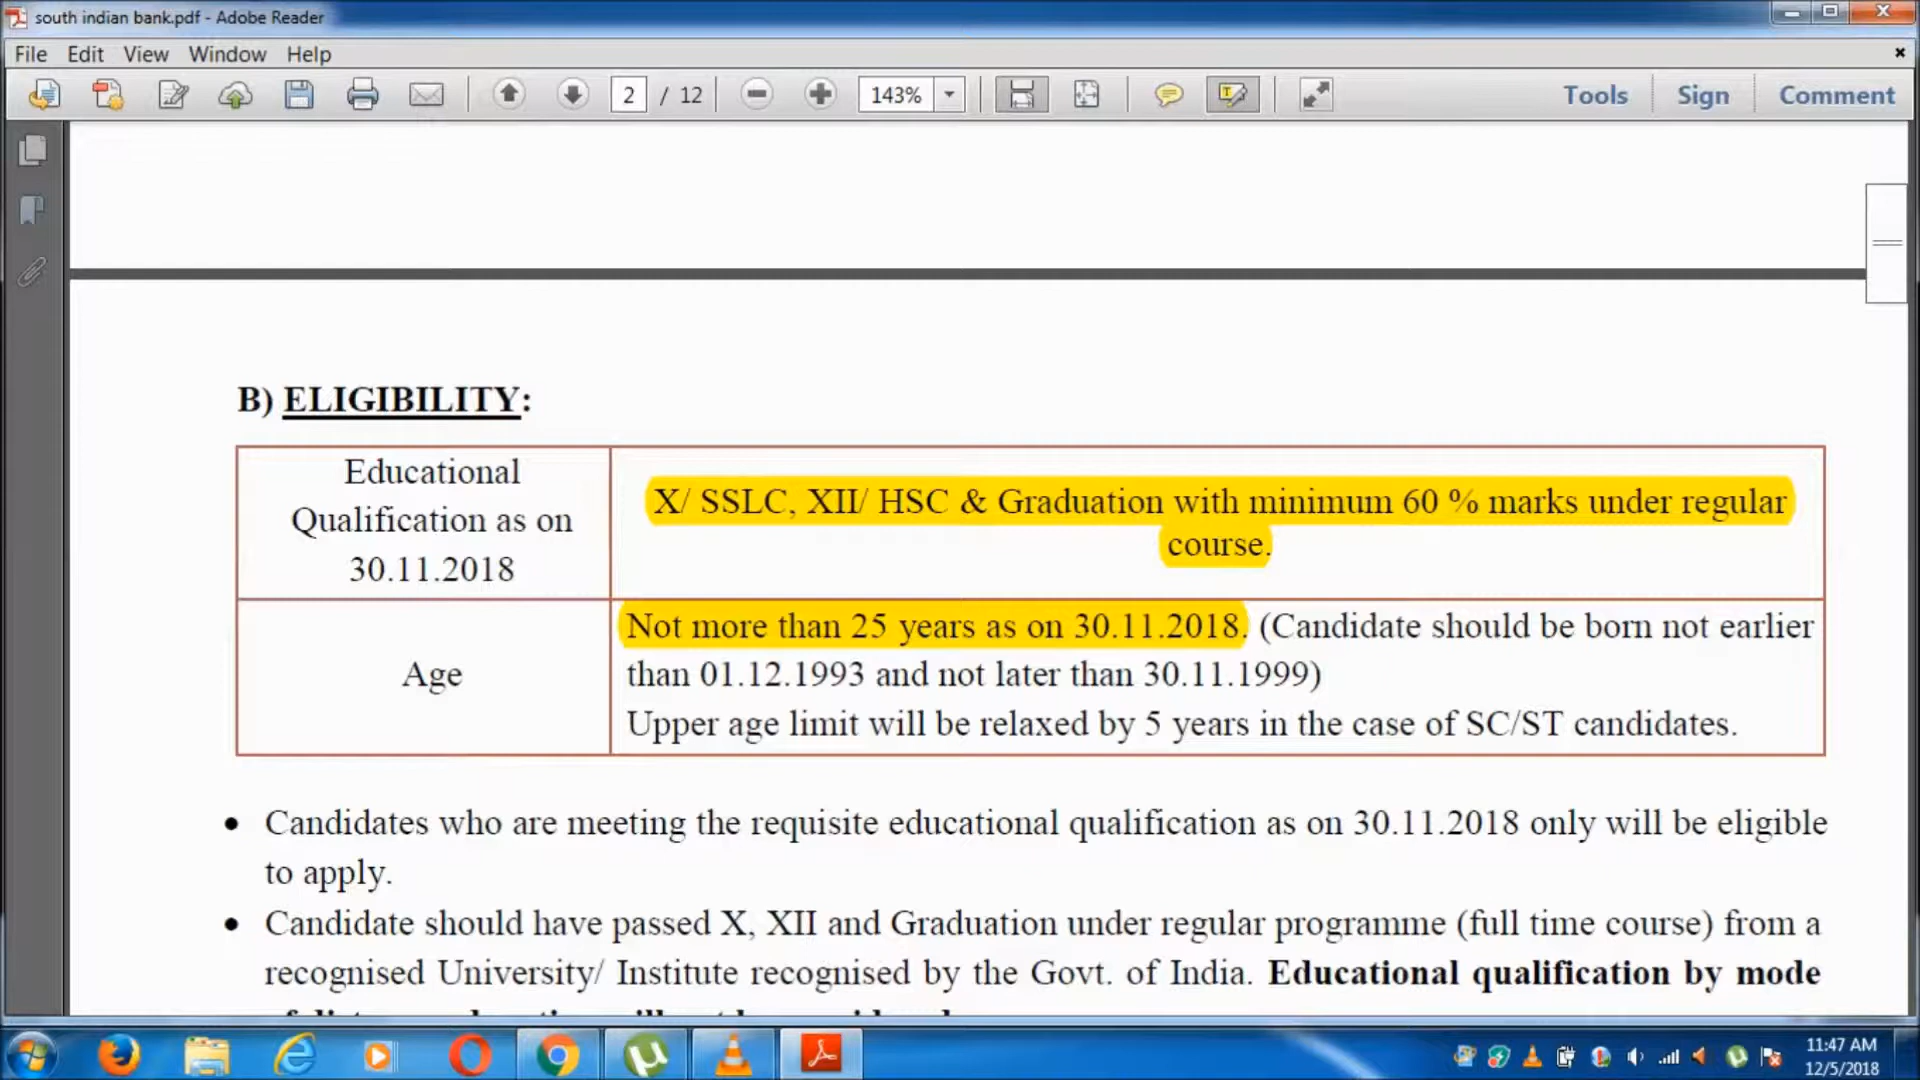 south indian bank.pdf - Adobe Reader
File Edit View Window Help
2 / 12 143% Tools Sign Comment
B) ELIGIBILITY:
Educational
Qualification as on
30.11.2018
X/ SSLC, XII/ HSC & Graduation with minimum 60 % marks under regular
course.
Age
Not more than 25 years as on 30.11.2018. (Candidate should be born not earlier
than 01.12.1993 and not later than 30.11.1999)
Upper age limit will be relaxed by 5 years in the case of SC/ST candidates.
• Candidates who are meeting the requisite educational qualification as on 30.11.2018 only will be eligible
to apply.
• Candidate should have passed X, XII and Graduation under regular programme (full time course) from a
recognised University/ Institute recognised by the Govt. of India. Educational qualification by mode
11:47 AM
12/5/2018